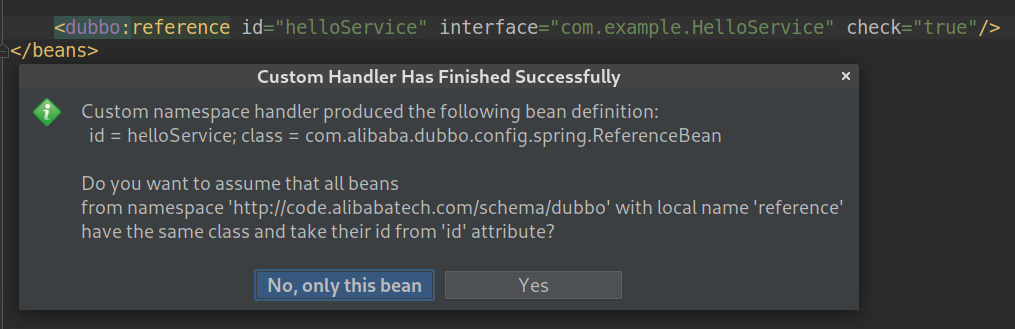 <dubbo:reference id="helloService" interface="com.example.HelloService" check="true"/>
</beans>
Custom Handler Has Finished Successfully ×
Custom namespace handler produced the following bean definition:
id = helloService; class = com.alibaba.dubbo.config.spring.ReferenceBean
Do you want to assume that all beans
from namespace 'http://code.alibabatech.com/schema/dubbo' with local name 'reference'
have the same class and take their id from 'id' attribute?
No, only this bean
Yes